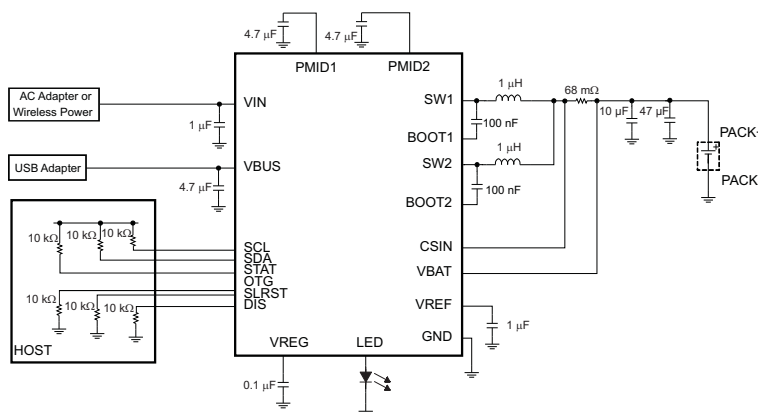 4.7 μF
4.7 μF
PMID1
PMID2
AC Adapter or
Wireless Power
VIN
SW1
1 μH
68 mΩ
1 μF
10 μF
47 μF
100 nF
BOOT1
1 μH
PACK+
USB Adapter
VBUS
SW2
4.7 μF
100 nF
PACK
BOOT2
10 kΩ
10 kΩ
10 kΩ
SCL
SDA
STAT
OTG
SLRST
DIS
CSIN
VBAT
10 kΩ
10 kΩ
10 kΩ
VREF
1 μF
GND
HOST
VREG
LED
0.1 μF